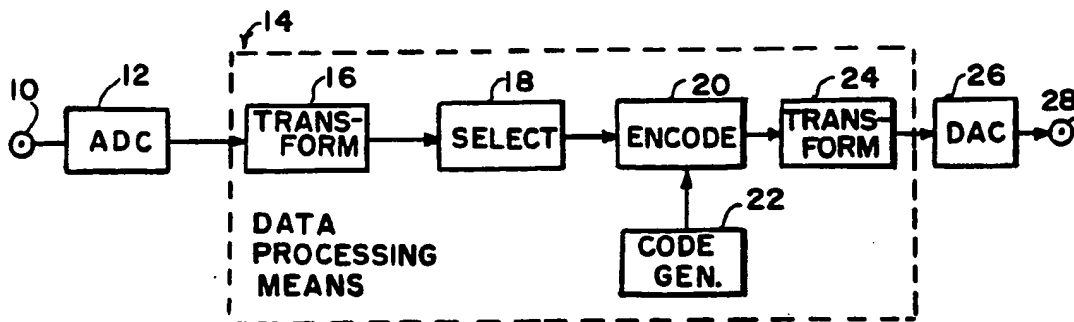 14
10
12
16
18
20
24
26
28
ADC
TRANS-
FORM
SELECT
ENCODE
TRANS-
FORM
DAC
22
CODE
GEN.
DATA
PROCESSING
MEANS